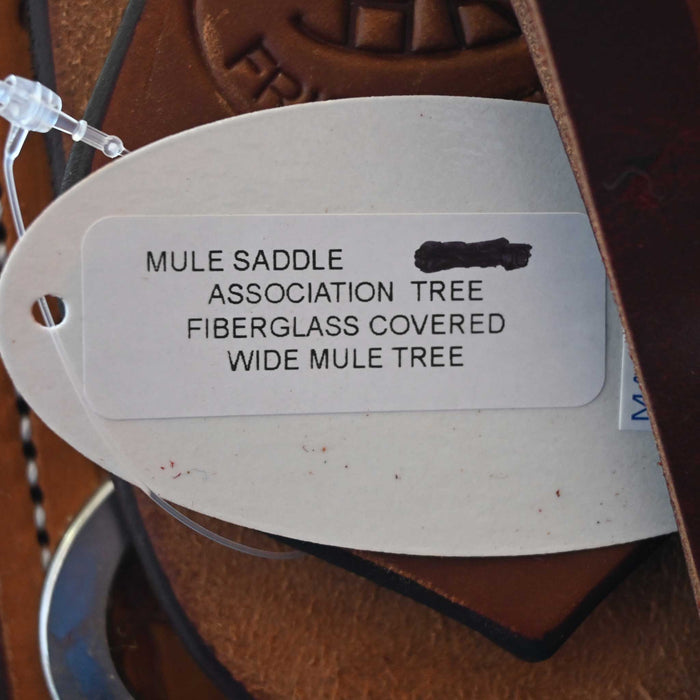 MULE SADDLE
ASSOCIATION TREE
FIBERGLASS COVERED
WIDE MULE TREE